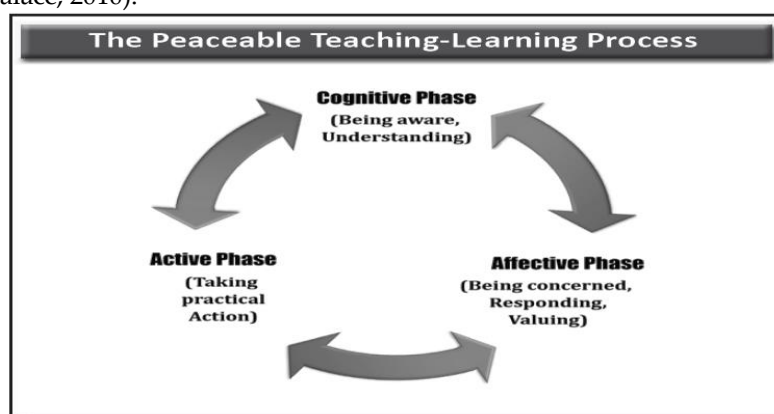 2010).
The Peaceable Teaching-Learning Process
Cognitive Phase
(Being aware,
Understanding)
Active Phase
(Taking
practical
Action)
Affective Phase
(Being concerned,
Responding,
Valuing)